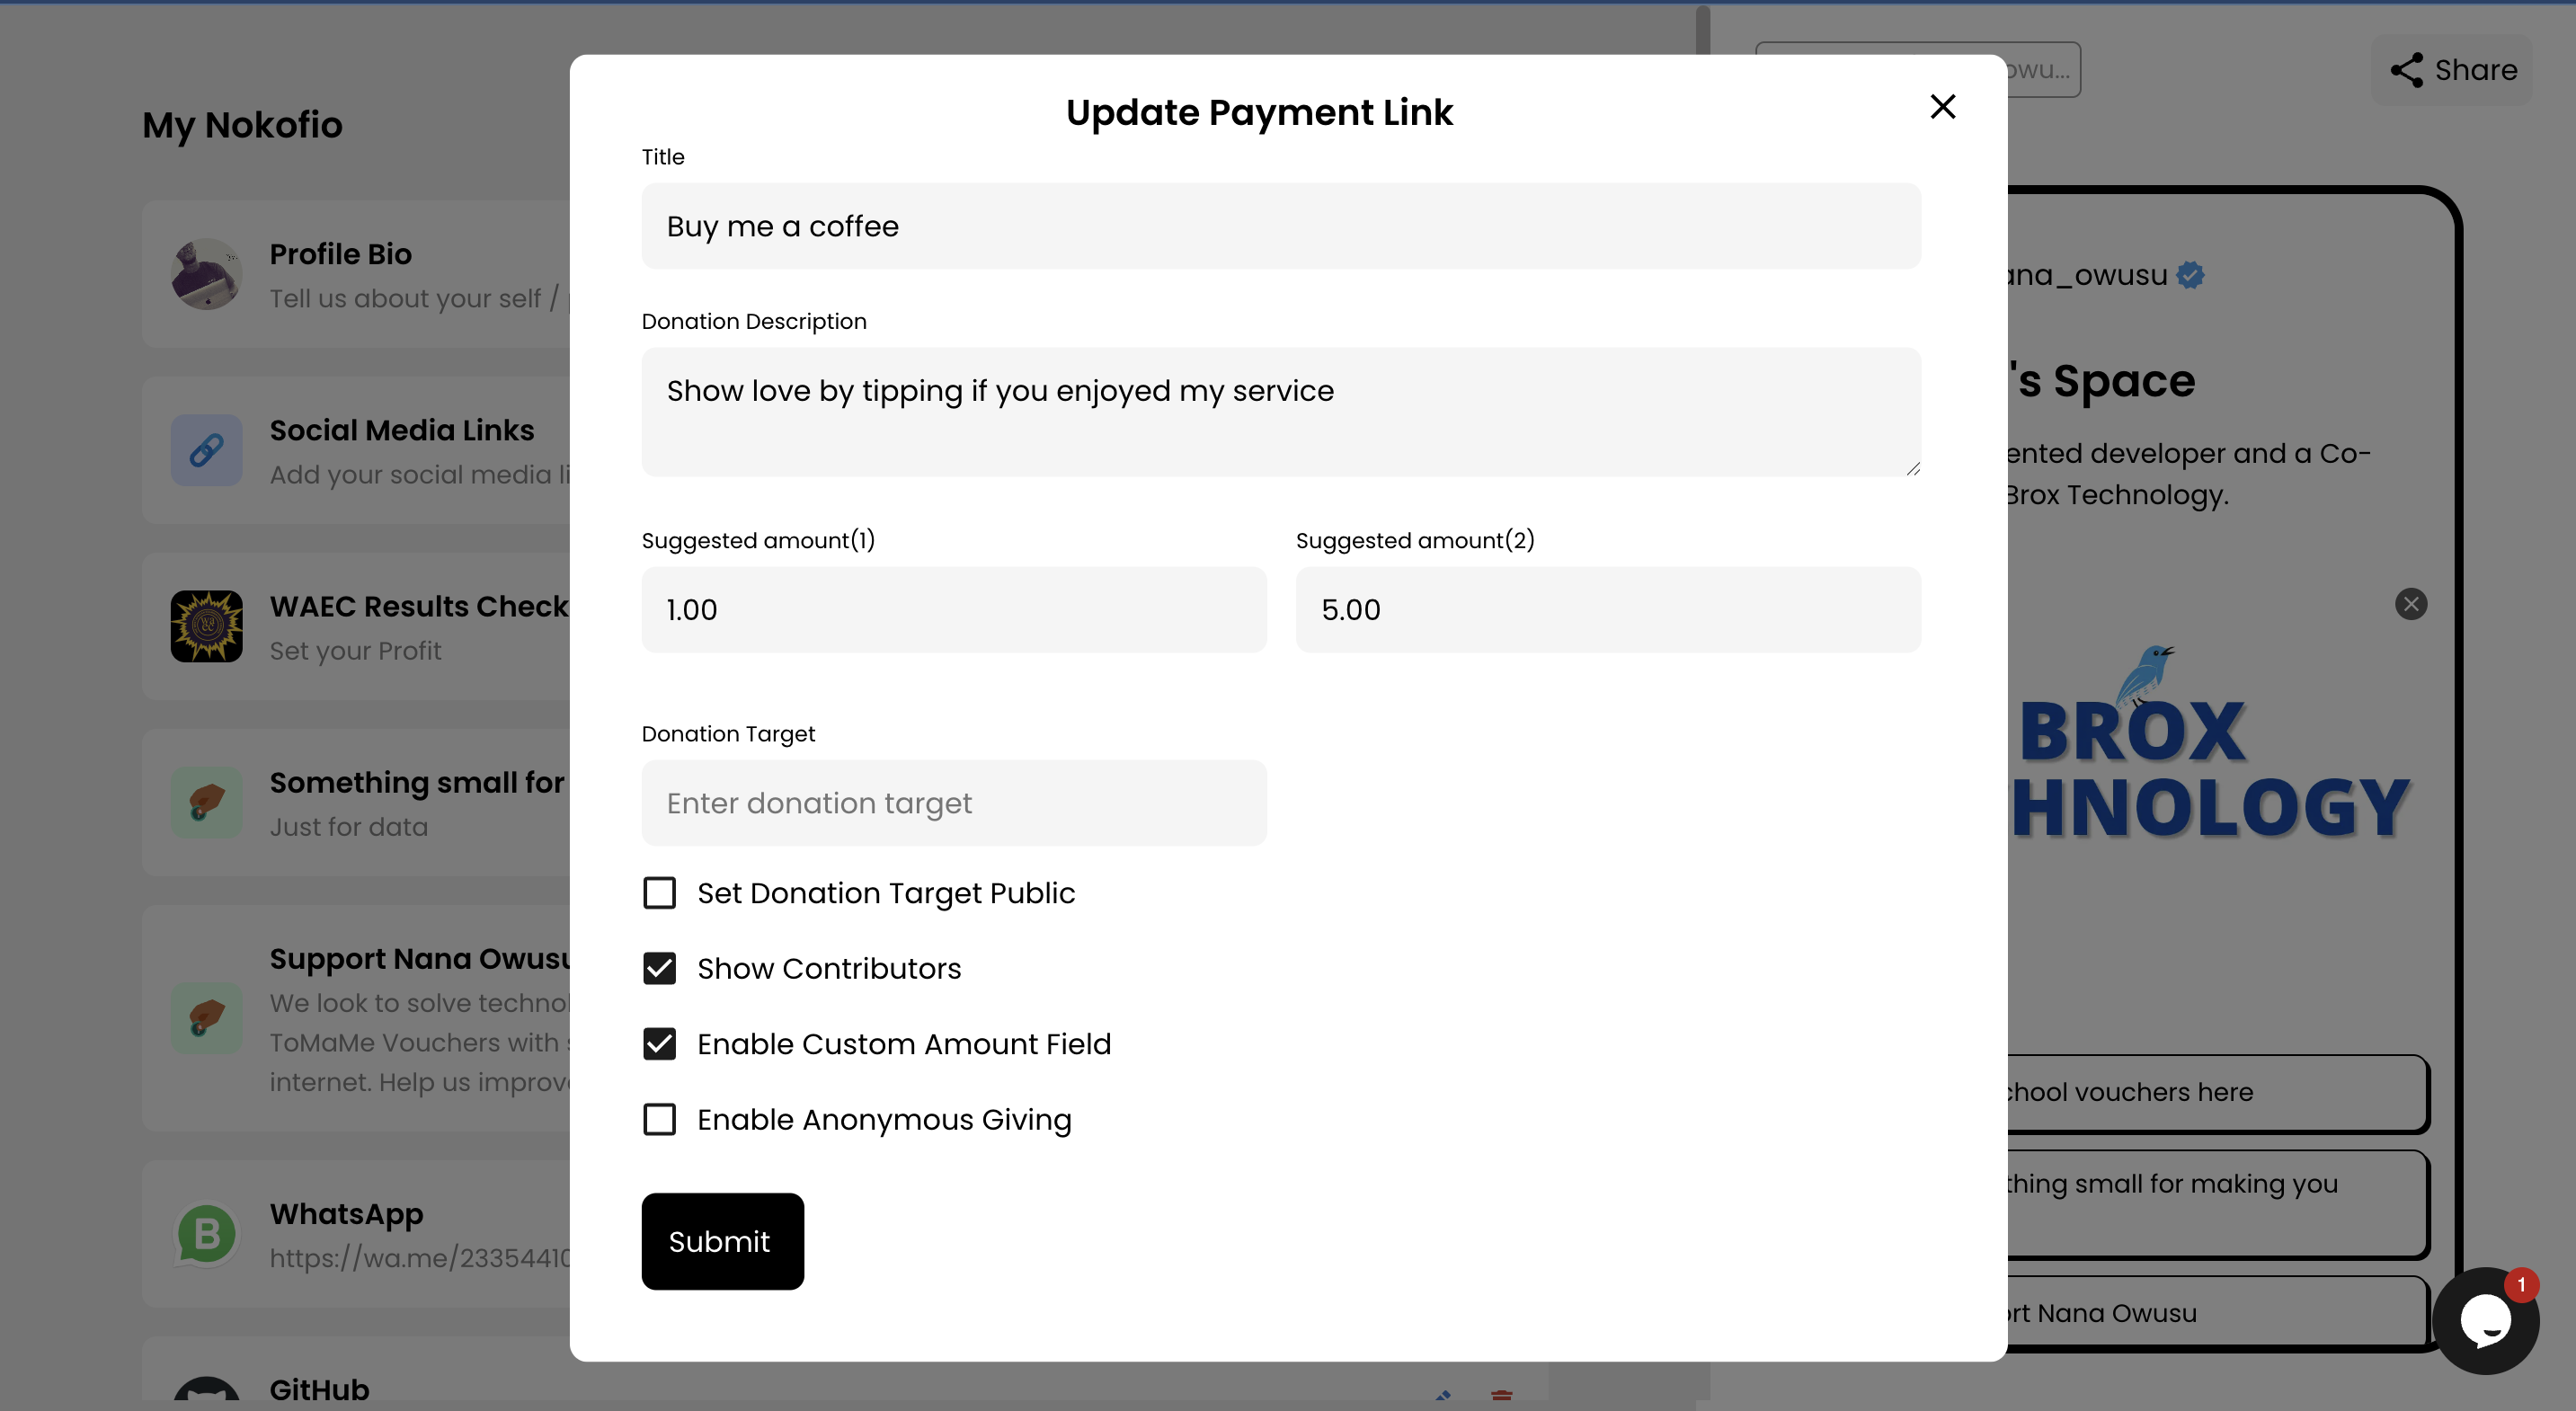 My Nokofio
Profile Bio
Tell us about your self /
Social Media Links
Add your social media li
WAEC Results Check
Set your Profit
Something small for
Just for data
Support Nana Owusu
We look to solve technol
ToMaMe Vouchers with s
internet. Help us improve
WhatsApp
https://wa.me/23354410
GitHub
Update Payment Link
Title
Buy me a coffee
Donation Description
Show love by tipping if you enjoyed my service
Suggested amount(1)
Suggested amount(2)
1.00
5.00
Donation Target
Enter donation target
Set Donation Target Public
Show Contributors
Enable Custom Amount Field
Enable Anonymous Giving
Submit
owu...
Share
ana_owusu
's Space
ented developer and a Co-
Brox Technology.
BROX
HNOLOGY
chool vouchers here
thing small for making you
ort Nana Owusu
1